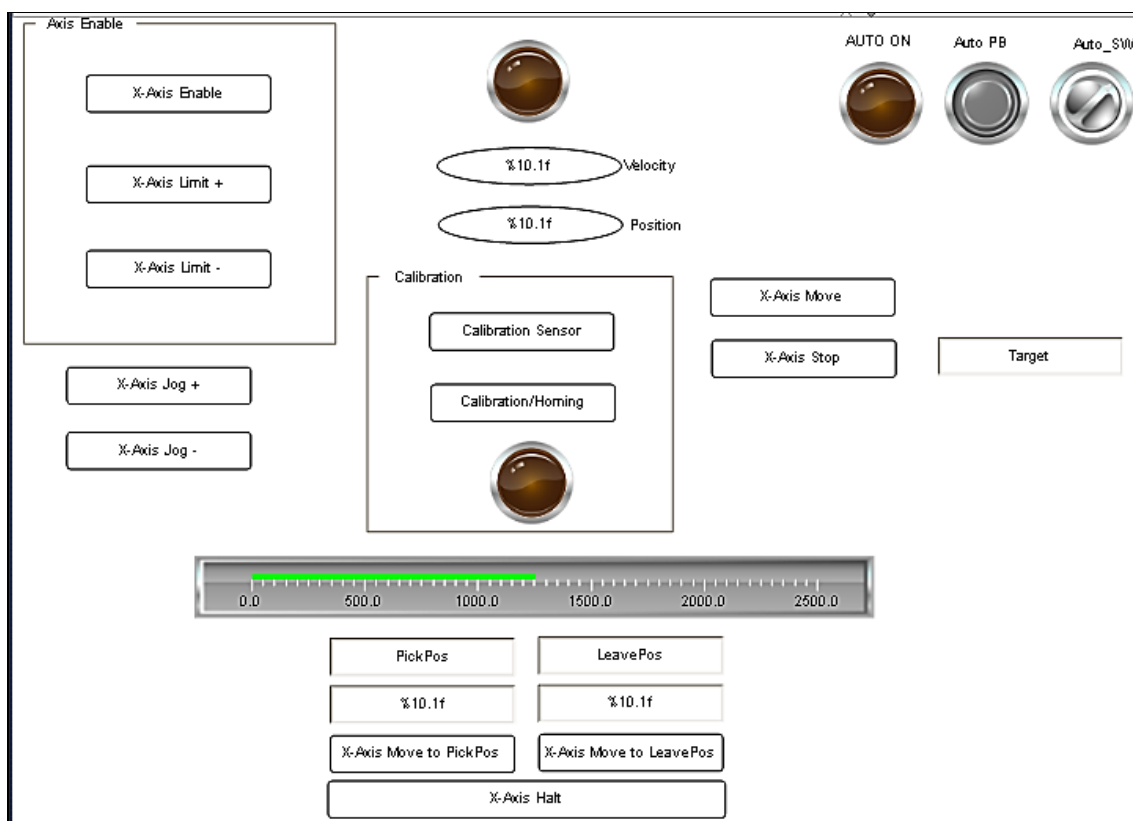 Axis Enable
AUTO ON
Auto PB
Auto_SW
X-Axis Enable
%10.1f
Velocity
X-Axis Limit +
%10.1f
Position
X-Axis Limit -
Calibration
X-Axis Move
Calibration Sensor
X-Axis Stop
Target
X-Axis Jog +
Calibration/Homing
X-Axis Jog -
0.0 500.0 1000.0 1500.0 2000.0 2500.0
PickPos
LeavePos
%10.1f
%10.1f
X-Axis Move to PickPos
X-Axis Move to LeavePos
X-Axis Halt